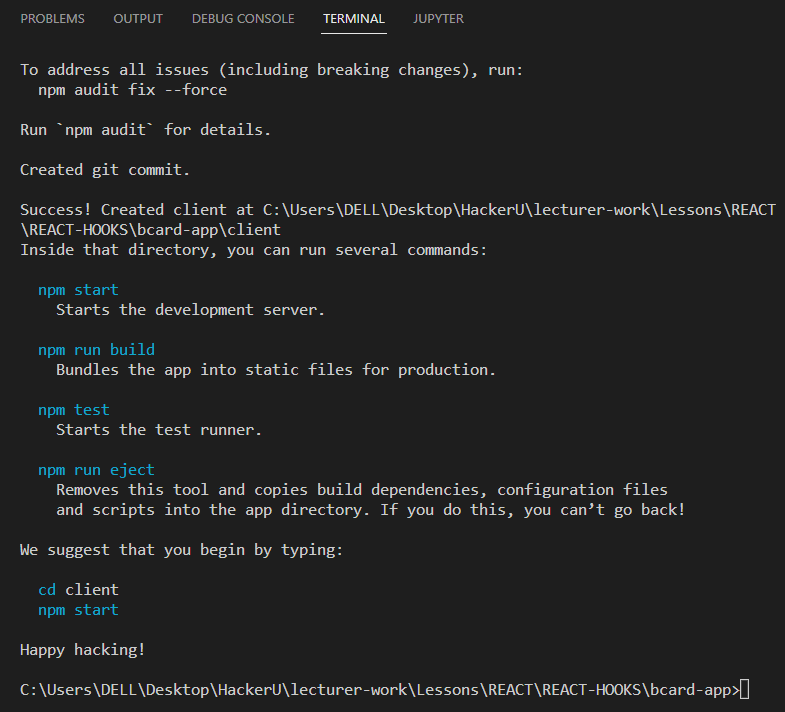 PROBLEMS OUTPUT DEBUG CONSOLE TERMINAL JUPYTER
To address all issues (including breaking changes), run:
npm audit fix --force
Run `npm audit` for details.
Created git commit.
Success! Created client at C:\Users\DELL\Desktop\HackerU\lecturer-work\Lessons\REACT
\REACT-HOOKS\bcard-app\client
Inside that directory, you can run several commands:
npm start
Starts the development server.
npm run build
Bundles the app into static files for production.
npm test
Starts the test runner.
npm run eject
Removes this tool and copies build dependencies, configuration files
and scripts into the app directory. If you do this, you can’t go back!
We suggest that you begin by typing:
cd client
npm start
Happy hacking!
C:\Users\DELL\Desktop\HackerU\lecturer-work\Lessons\REACT\REACT-HOOKS\bcard-app>